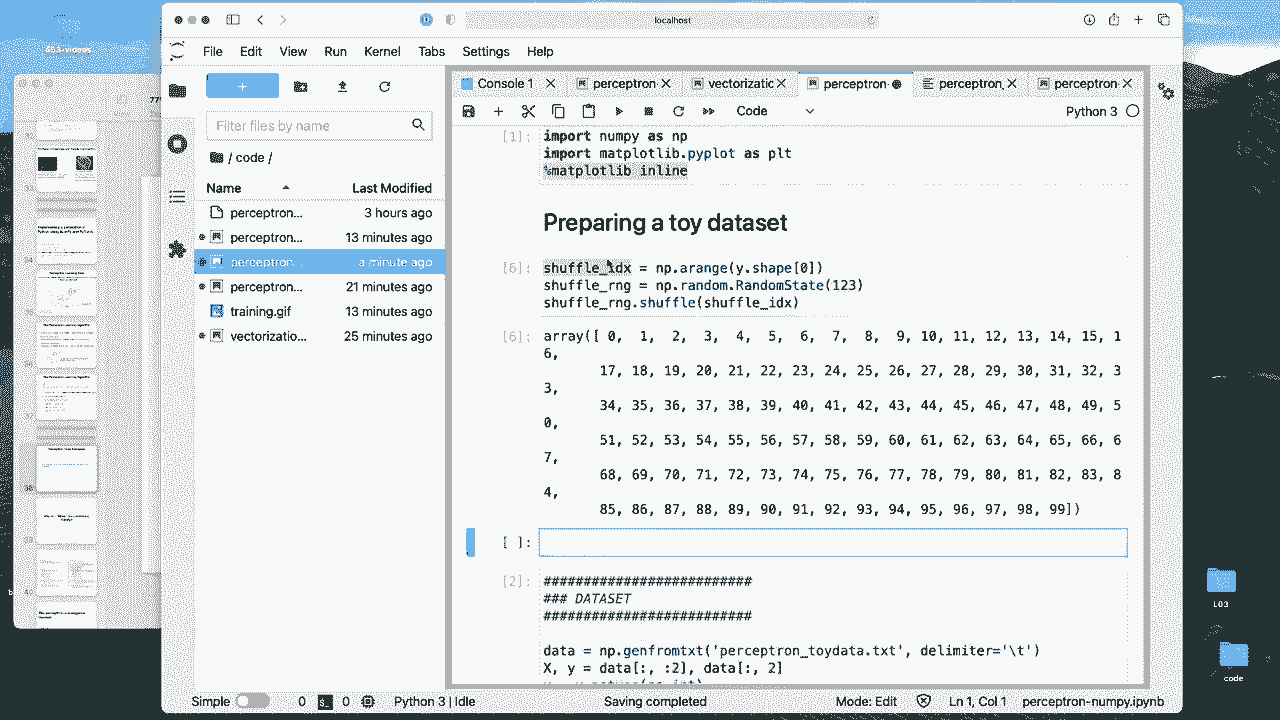 453-videos
localhost
File Edit View Run Kernel Tabs Settings Help
Console 1 perceptron vectorizatic perceptron perceptron, perceptron
Filter files by name
Code Python 3
/ code /
Name Last Modified
perceptron... 3 hours ago
perceptron... 13 minutes ago
perceptron... a minute ago
perceptron... 21 minutes ago
training.gif 13 minutes ago
vectorizatio... 25 minutes ago
[1]: import numpy as np
import matplotlib.pyplot as plt
%matplotlib inline
Preparing a toy dataset
[6]: shuffle_idx = np.arange(y.shape[0])
shuffle_rng = np.random.RandomState(123)
shuffle_rng.shuffle(shuffle_idx)
[6]: array([ 0, 1, 2, 3, 4, 5, 6, 7, 8, 9, 10, 11, 12, 13, 14, 15, 1
6,
17, 18, 19, 20, 21, 22, 23, 24, 25, 26, 27, 28, 29, 30, 31, 32, 3
3,
34, 35, 36, 37, 38, 39, 40, 41, 42, 43, 44, 45, 46, 47, 48, 49, 5
0,
51, 52, 53, 54, 55, 56, 57, 58, 59, 60, 61, 62, 63, 64, 65, 66, 6
7,
68, 69, 70, 71, 72, 73, 74, 75, 76, 77, 78, 79, 80, 81, 82, 83, 8
4,
85, 86, 87, 88, 89, 90, 91, 92, 93, 94, 95, 96, 97, 98, 99])
[ ]:
[2]: ##########################
### DATASET
##########################
data = np.genfromtxt('perceptron_toydata.txt', delimiter='\t')
X, y = data[:, :2], data[:, 2]
L03
code
Simple 0 0 Python 3 | Idle Saving completed Mode: Edit Ln 1, Col 1 perceptron-numpy.ipynb